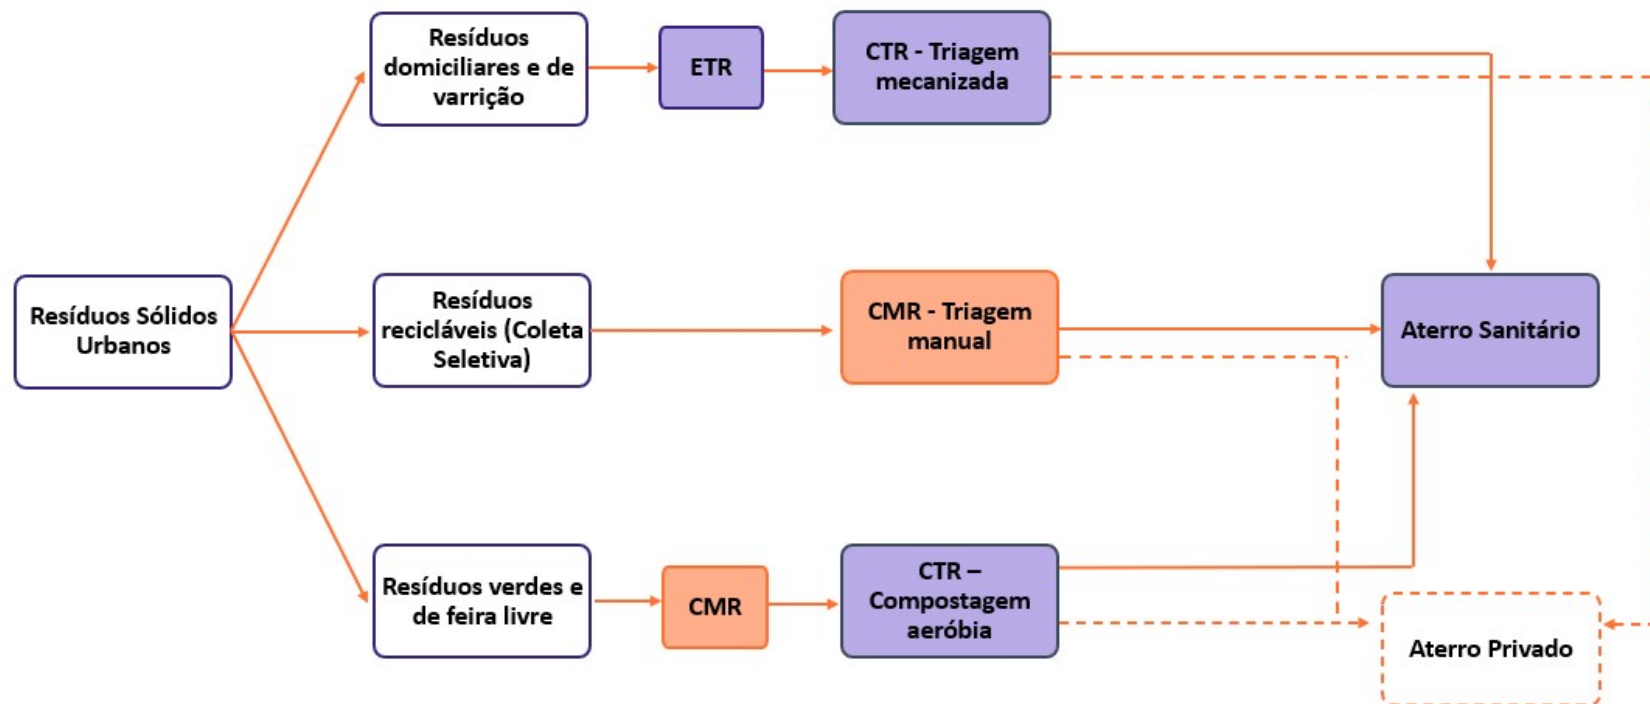 Resíduos
domiciliares e de
varrição
ETR
CTR - Triagem
mecanizada
Resíduos Sólidos
Urbanos
Resíduos
recicláveis (Coleta
Seletiva)
CMR - Triagem
manual
Aterro Sanitário
Resíduos verdes e
de feira livre
CMR
CTR –
Compostagem
aeróbia
Aterro Privado